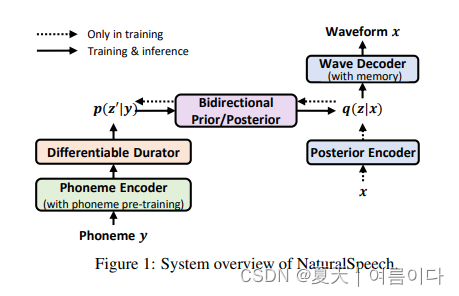 Only in training
Training & inference
Waveform x
Wave Decoder
(with memory)
p(z'|y)
Bidirectional
Prior/Posterior
q(z|x)
Differentiable Durator
Posterior Encoder
Phoneme Encoder
(with phoneme pre-training)
x
Phoneme y
Figure 1: System overview of NaturalSpeech
CSDN @夏天 | 여름이다